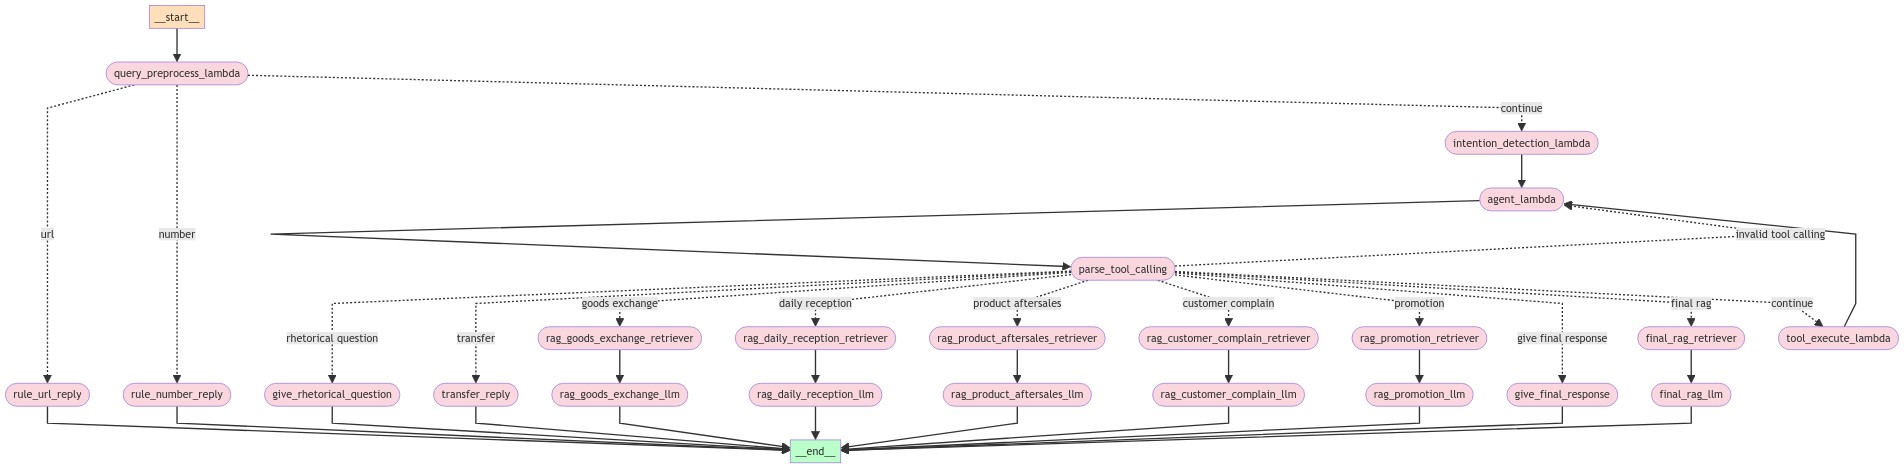 __start__
query_preprocess_lambda
continue
intention_detection_lambda
agent_lambda
url
number
invalid tool calling
parse_tool_calling
goods exchange
daily reception
product aftersales
customer complain
promotion
final rag
continue
rhetorical question
transfer
rag_goods_exchange_retriever
rag_daily_reception_retriever
rag_product_aftersales_retriever
rag_customer_complain_retriever
rag_promotion_retriever
give final response
final_rag_retriever
tool_execute_lambda
rule_url_reply
rule_number_reply
give_rhetorical_question
transfer_reply
rag_goods_exchange_llm
rag_daily_reception_llm
rag_product_aftersales_llm
rag_customer_complain_llm
rag_promotion_llm
give_final_response
final_rag_llm
__end__